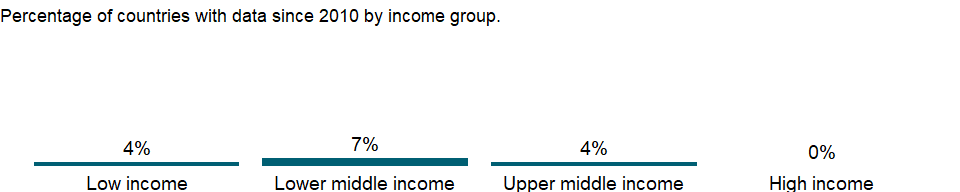 Percentage of countries with data since 2010 by income group.
4% 7% 4% 0%
Low income Lower middle income Upper middle income High income